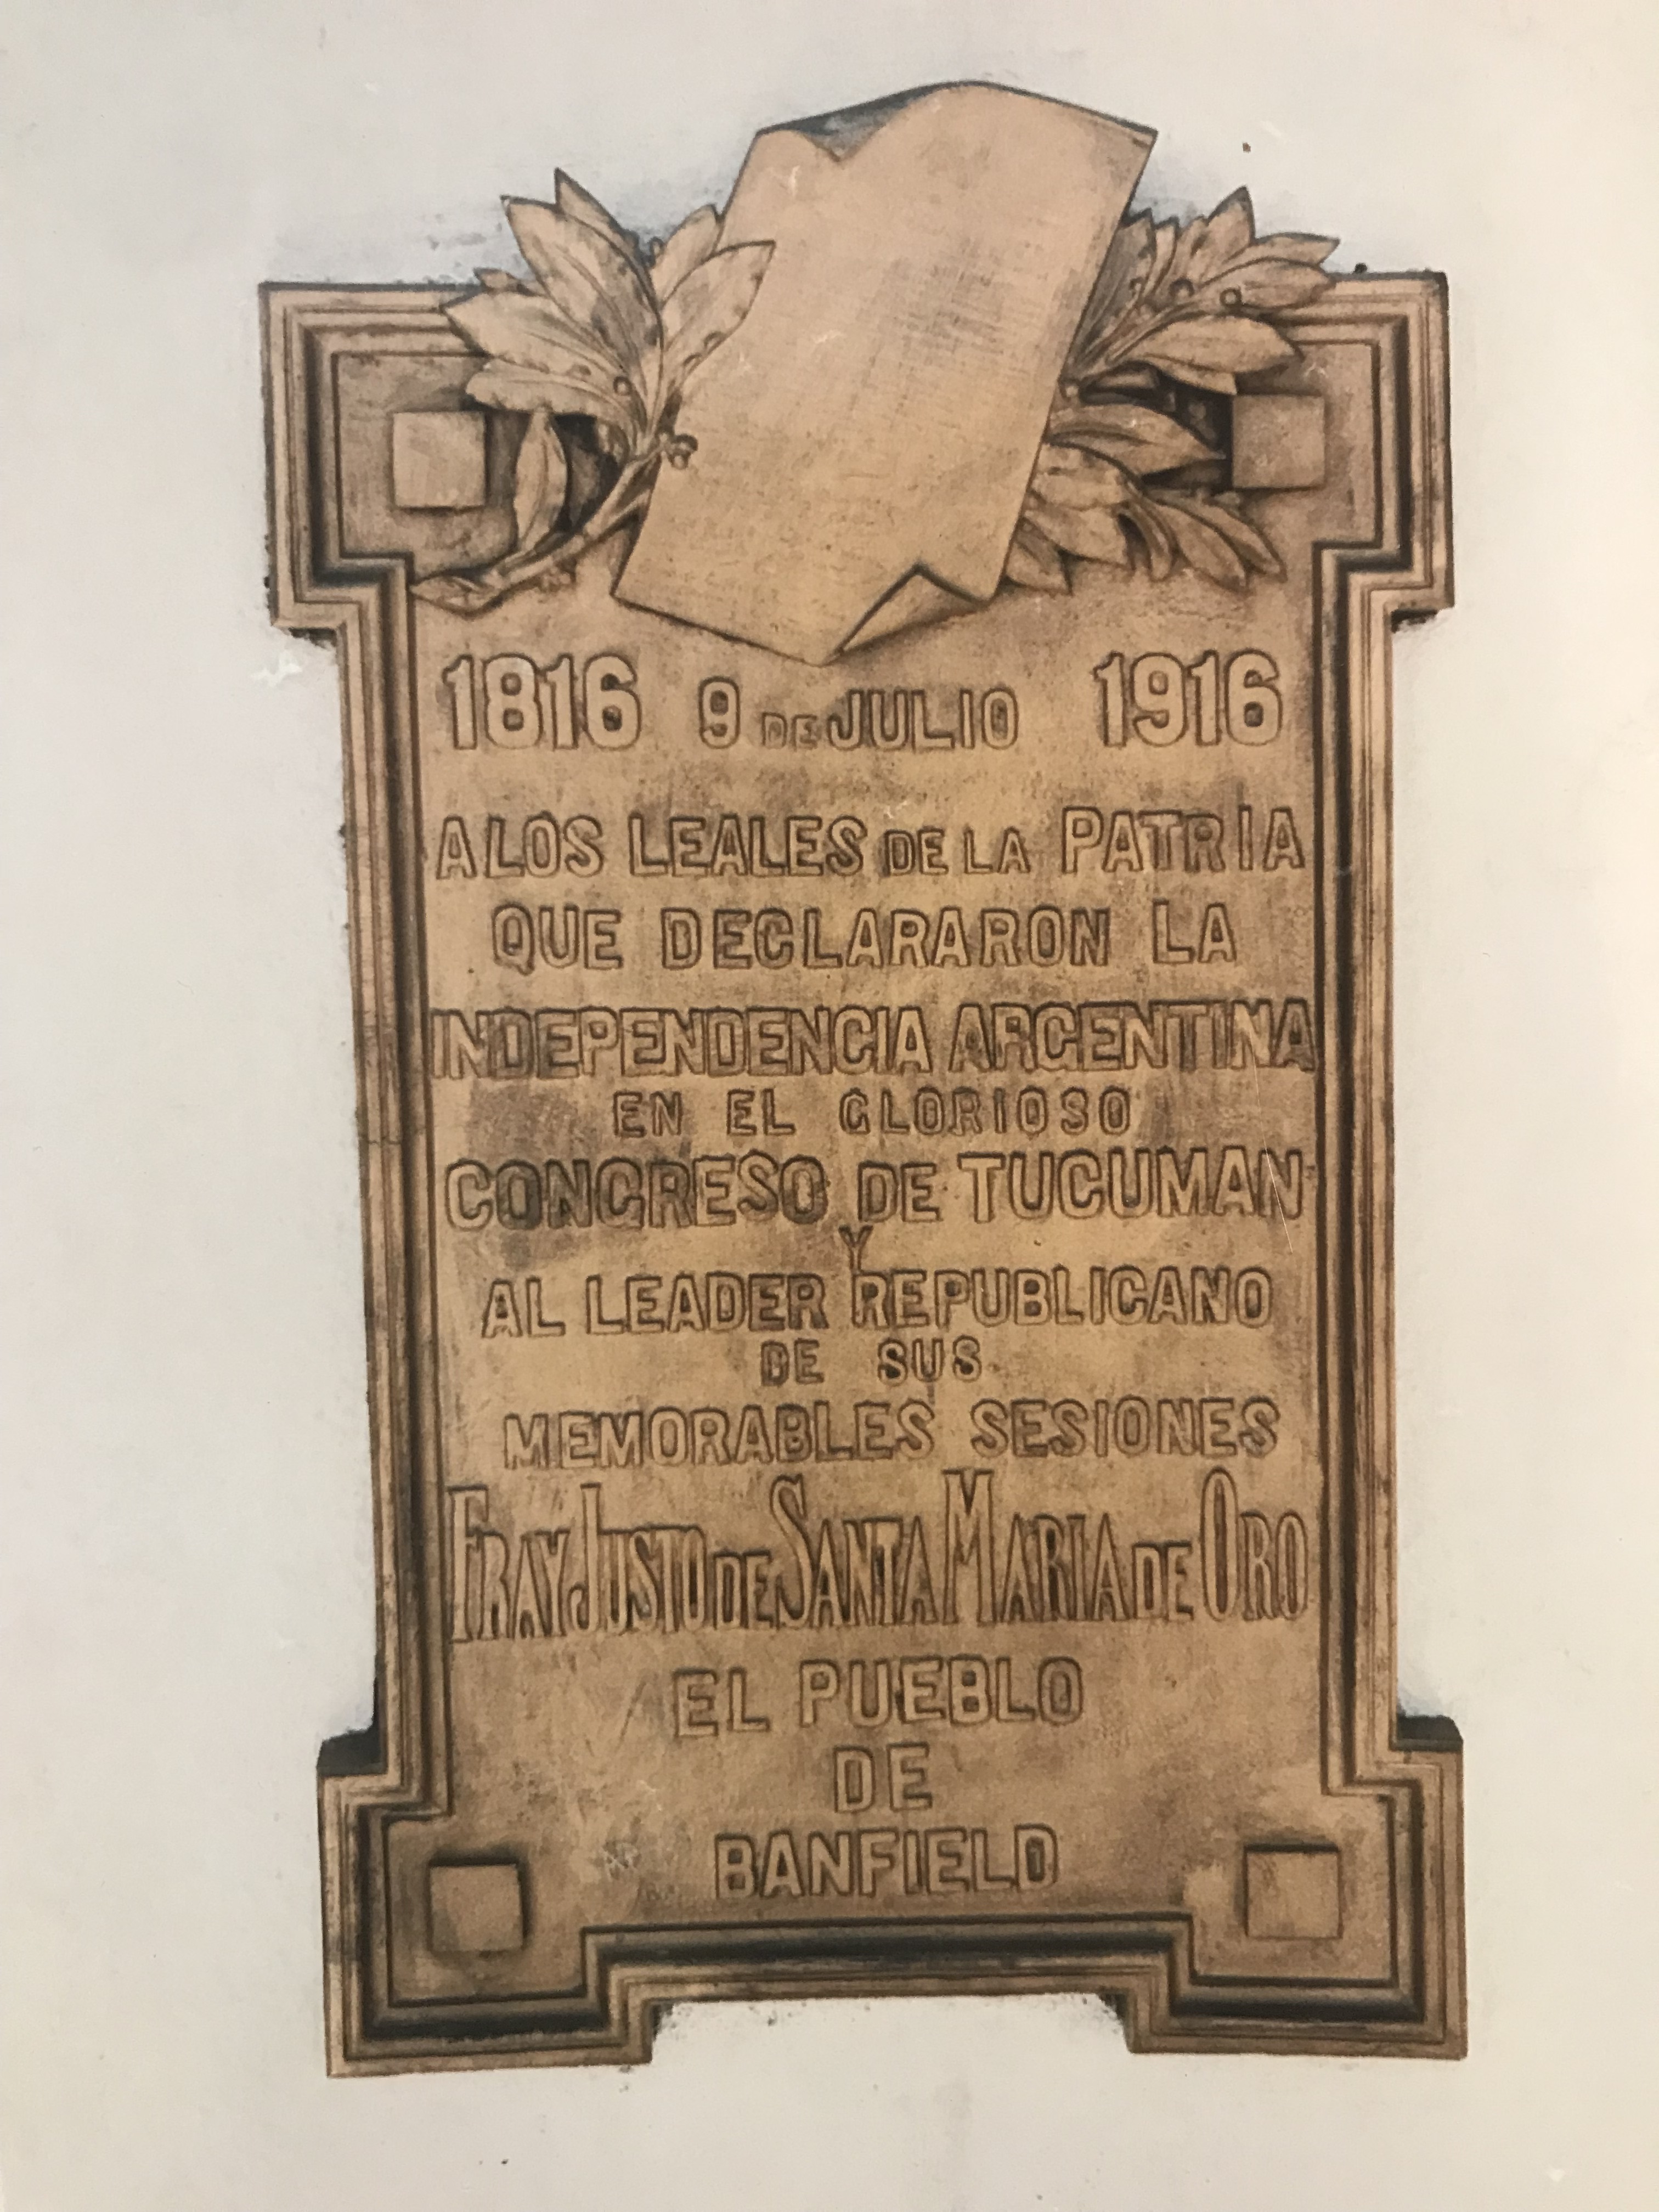 1816 9 DE JULIO 1916
A LOS LEALES DE LA PATRIA
QUE DECLARARON LA
INDEPENDENCIA ARGENTINA
EN EL GLORIOSO
CONGRESO DE TUCUMAN
Y
AL LEADER REPUBLICANO
DE SUS
MEMORABLES SESIONES
FRAY JUSTO DE SANTA MARIA DE ORO
EL PUEBLO
DE
BANFIELD